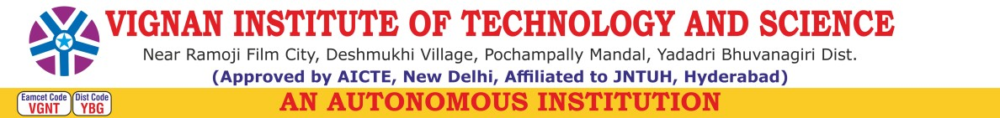 VIGNAN INSTITUTE OF TECHNOLOGY AND SCIENCE
Near Ramoji Film City, Deshmukhi Village, Pochampally Mandal, Yadadri Bhuvanagiri Dist.
(Approved by AICTE, New Delhi, Affiliated to JNTUH, Hyderabad)
Eamcet Code
VGNT
Dist Code
YBG
AN AUTONOMOUS INSTITUTION